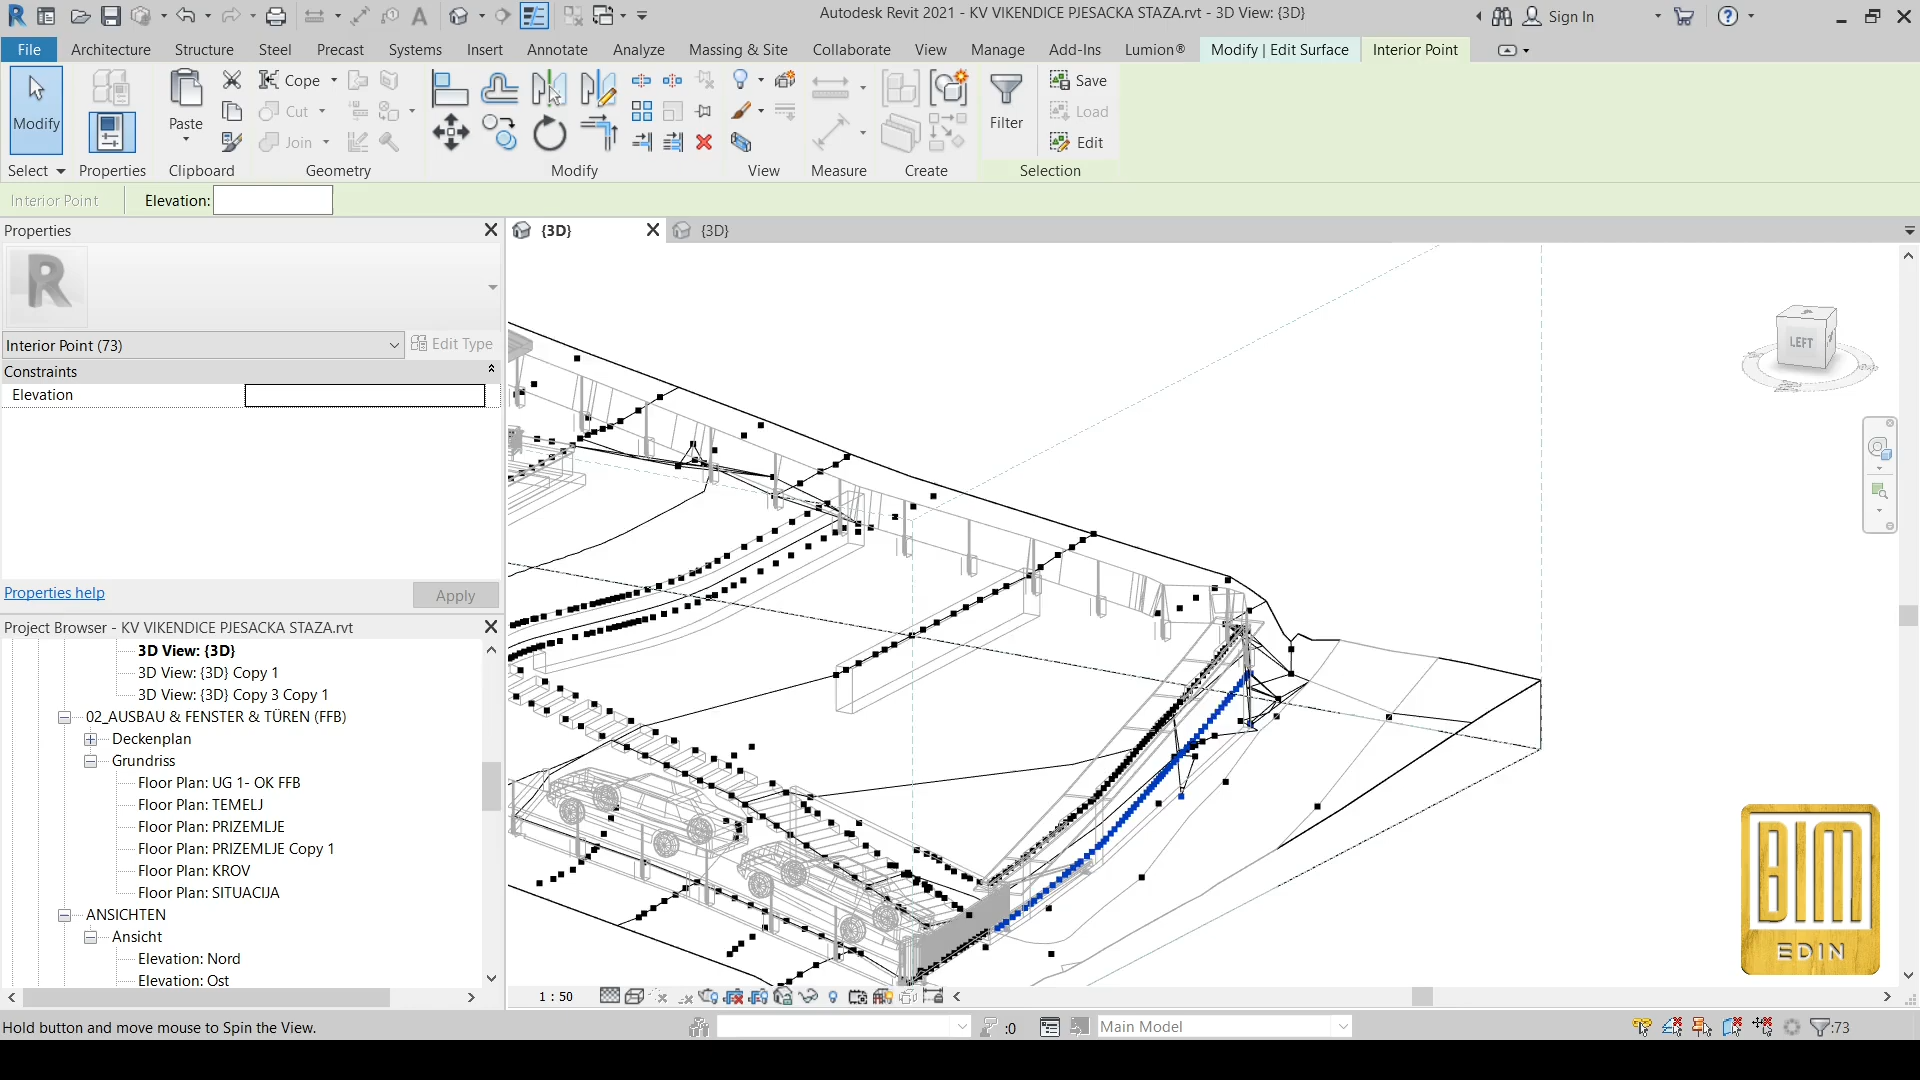 Autodesk Revit 2021 - KV VIKENDICE PJESACKA STAZA.rvt - 3D View: {3D}
Sign In
File Architecture Structure Steel Precast Systems Insert Annotate Analyze Massing & Site Collaborate View Manage Add-Ins Lumion® Modify | Edit Surface Interior Point
Cope Save
Cut Load
Modify Paste Filter
Join Edit
Select Properties Clipboard Geometry Modify View Measure Create Selection
Interior Point Elevation:
Properties {3D} {3D}
R
Interior Point (73) Edit Type
Constraints
Elevation
LEFT
Properties help Apply
Project Browser - KV VIKENDICE PJESACKA STAZA.rvt
3D View: {3D}
3D View: {3D} Copy 1
3D View: {3D} Copy 3 Copy 1
02_AUSBAU & FENSTER & TÜREN (FFB)
Deckenplan
Grundriss
Floor Plan: UG 1- OK FFB
Floor Plan: TEMELJ
Floor Plan: PRIZEMLJE
Floor Plan: PRIZEMLJE Copy 1
Floor Plan: KROV
Floor Plan: SITUACIJA
ANSICHTEN
Ansicht
Elevation: Nord
Elevation: Ost
BIM
EDIN
1 : 50
Hold button and move mouse to Spin the View. :0 Main Model :73